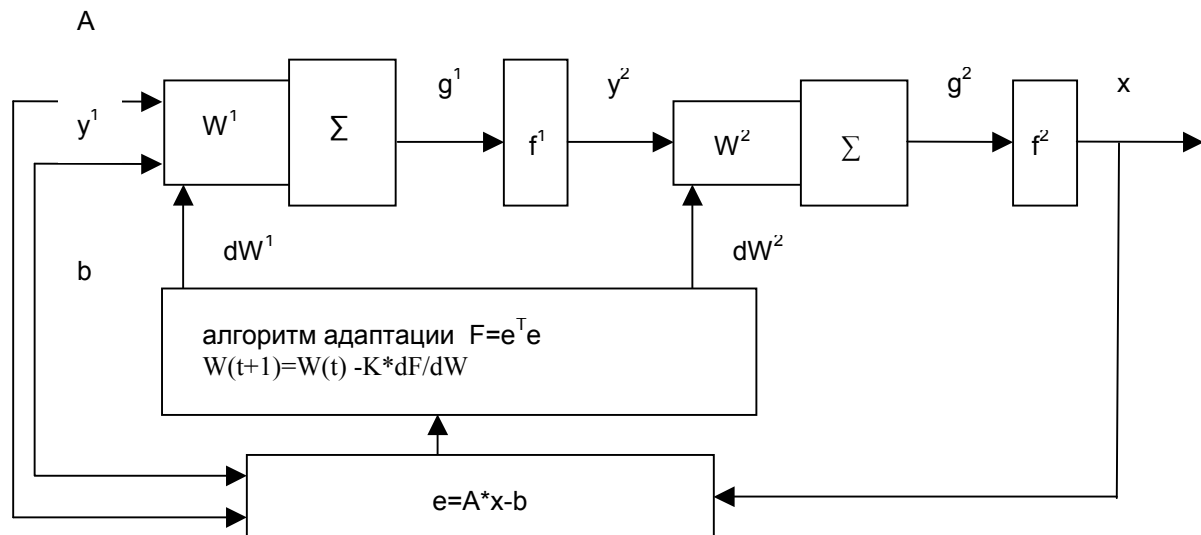 A
g¹
y²
g²
x
y¹
W¹
Σ
f¹
W²
Σ
f²
b
dW¹
dW²
алгоритм адаптации F=eᵀe
W(t+1)=W(t) -K*dF/dW
e=A*x-b